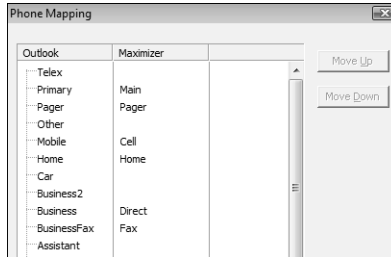 Phone Mapping
Outlook Maximizer
Telex
Primary Main
Pager Pager
Other
Mobile Cell
Home Home
Car
Business2
Business Direct
BusinessFax Fax
Assistant
Move Up
Move Down